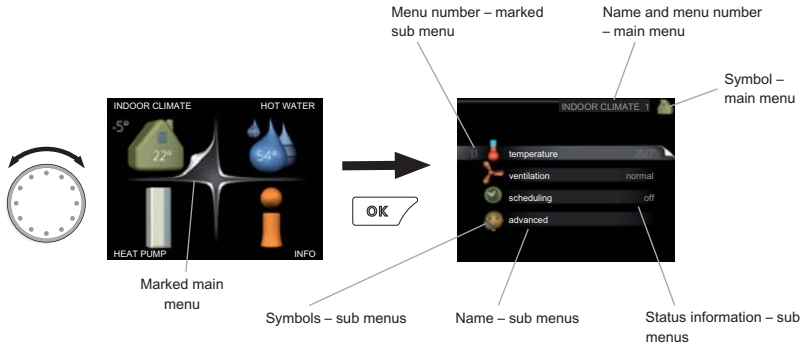 Menu number – marked
sub menu
Name and menu number
– main menu
Symbol –
main menu
INDOOR CLIMATE
HOT WATER
-5°
22°
54°
HEAT PUMP
INFO
OK
INDOOR CLIMATE 1
temperature
ventilation normal
scheduling off
advanced
Marked main
menu
Symbols – sub menus
Name – sub menus
Status information – sub
menus